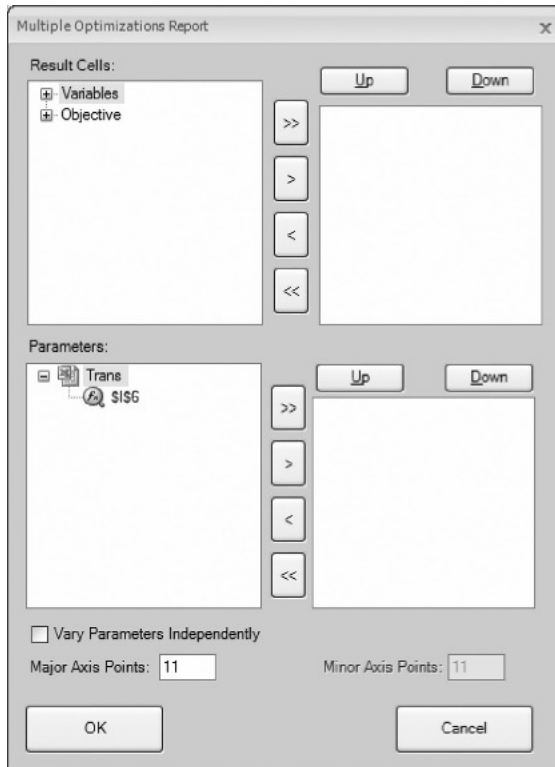 Multiple Optimizations Report x
Result Cells:
Up Down
Variables
Objective
>>
>
<
<<
Parameters:
Up Down
Trans
$I$6
>>
>
<
<<
Vary Parameters Independently
Major Axis Points: 11 Minor Axis Points: 11
OK Cancel